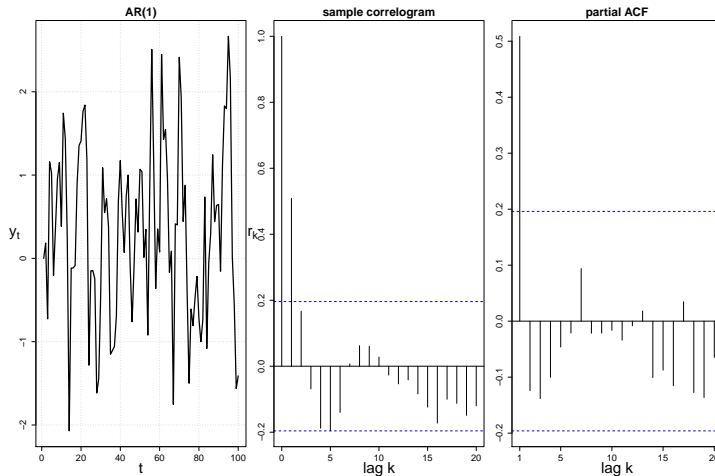 AR(1)
sample correlogram
partial ACF
2
1
0
−1
−2
y_t
0 20 40 60 80 100
t
1.0
0.8
0.6
0.4
0.2
0.0
−0.2
r_k
0 5 10 15 20
lag k
0.5
0.4
0.3
0.2
0.1
0.0
−0.1
−0.2
1 5 10 15 20
lag k